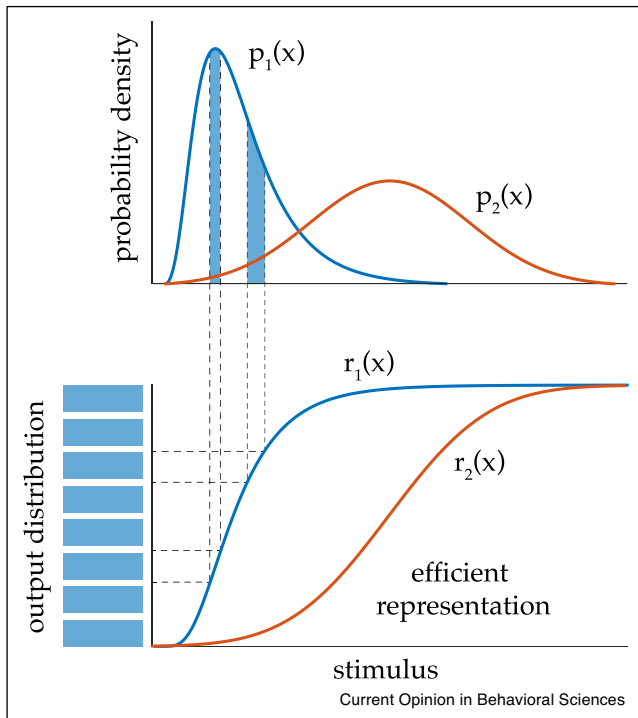 probability density
p1(x)
p2(x)
output distribution
r1(x)
r2(x)
efficient
representation
stimulus
Current Opinion in Behavioral Sciences